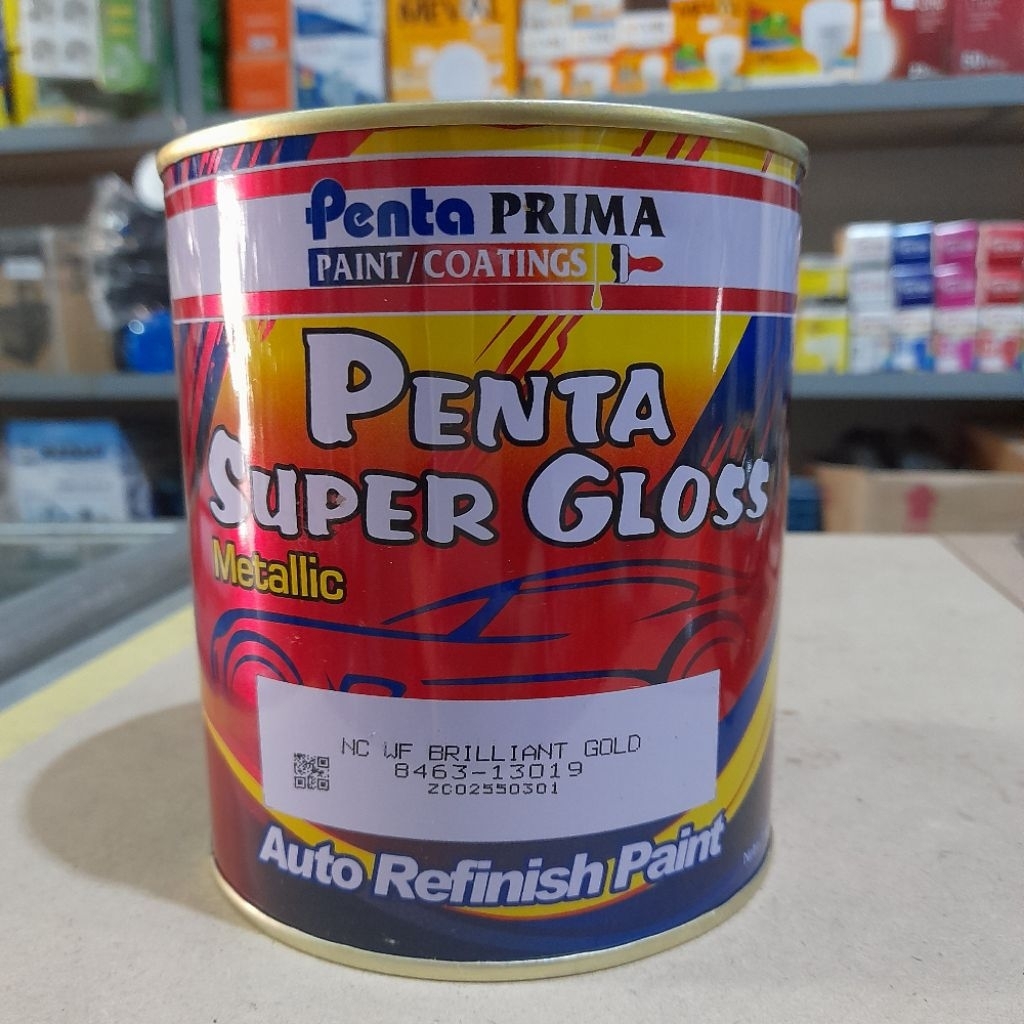 Penta PRIMA
PAINT/COATINGS
PENTA
SUPER GLOSS
Metallic
NC WF BRILLIANT GOLD
8463-13019
ZC02550301
Auto Refinish Paint